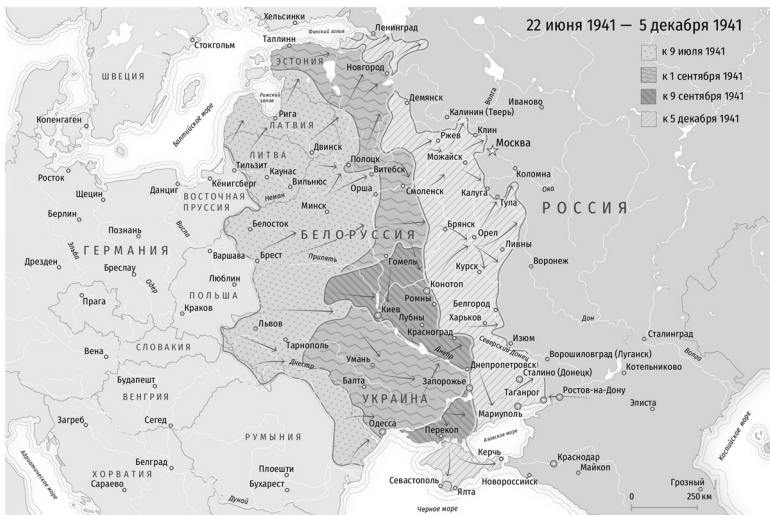 22 июня 1941 — 5 декабря 1941
к 9 июля 1941
к 1 сентября 1941
к 9 сентября 1941
к 5 декабря 1941
Хельсинки
Финский залив
Ленинград
Стокгольм
Таллинн
ЭСТОНИЯ
Новгород
ШВЕЦИЯ
Рижский
залив
Демянск
Волга
Иваново
Калинин (Тверь)
Копенгаген
Балтийское море
Рига
ЛАТВИЯ
Ржев
Клин
Москва
Двинск
Полоцк
Можайск
ЛИТВА
Витебск
Коломна
Тильзит
Каунас
Росток
Данциг
Кёнигсберг
Вильнюс
Орша
Смоленск
Калуга
Ока
Щецин
ВОСТОЧНАЯ
ПРУССИЯ
Неман
Тула
Минск
РОССИЯ
Берлин
Висла
Белосток
БЕЛОРУССИЯ
Брянск
Орел
Познань
Эльба
ГЕРМАНИЯ
Ливны
Варшава
Брест
Припять
Гомель
Дрезден
Бреслау
Одер
Курск
Воронеж
Люблин
Конотоп
Прага
ПОЛЬША
Ромны
Краков
Киев
Лубны
Белгород
Харьков
Дон
Львов
Красноград
Изюм
Сталинград
СЛОВАКИЯ
Тарнополь
Северский Донец
Вена
Днепр
Ворошиловград (Луганск)
Волга
Днестр
Умань
Днепропетровск
Котельниково
Сталино (Донецк)
Будапешт
Балта
Запорожье
Ростов-на-Дону
ВЕНГРИЯ
УКРАИНА
Таганрог
Элиста
Мариуполь
Загреб
Сегед
Одесса
РУМЫНИЯ
Перекоп
Азовское море
Каспийское море
Керчь
Краснодар
Белград
Майкоп
ХОРВАТИЯ
Плоешти
Адриатическое море
Сараево
Бухарест
Севастополь
Ялта
Новороссийск
Грозный
Дунай
Черное море
0
250 км